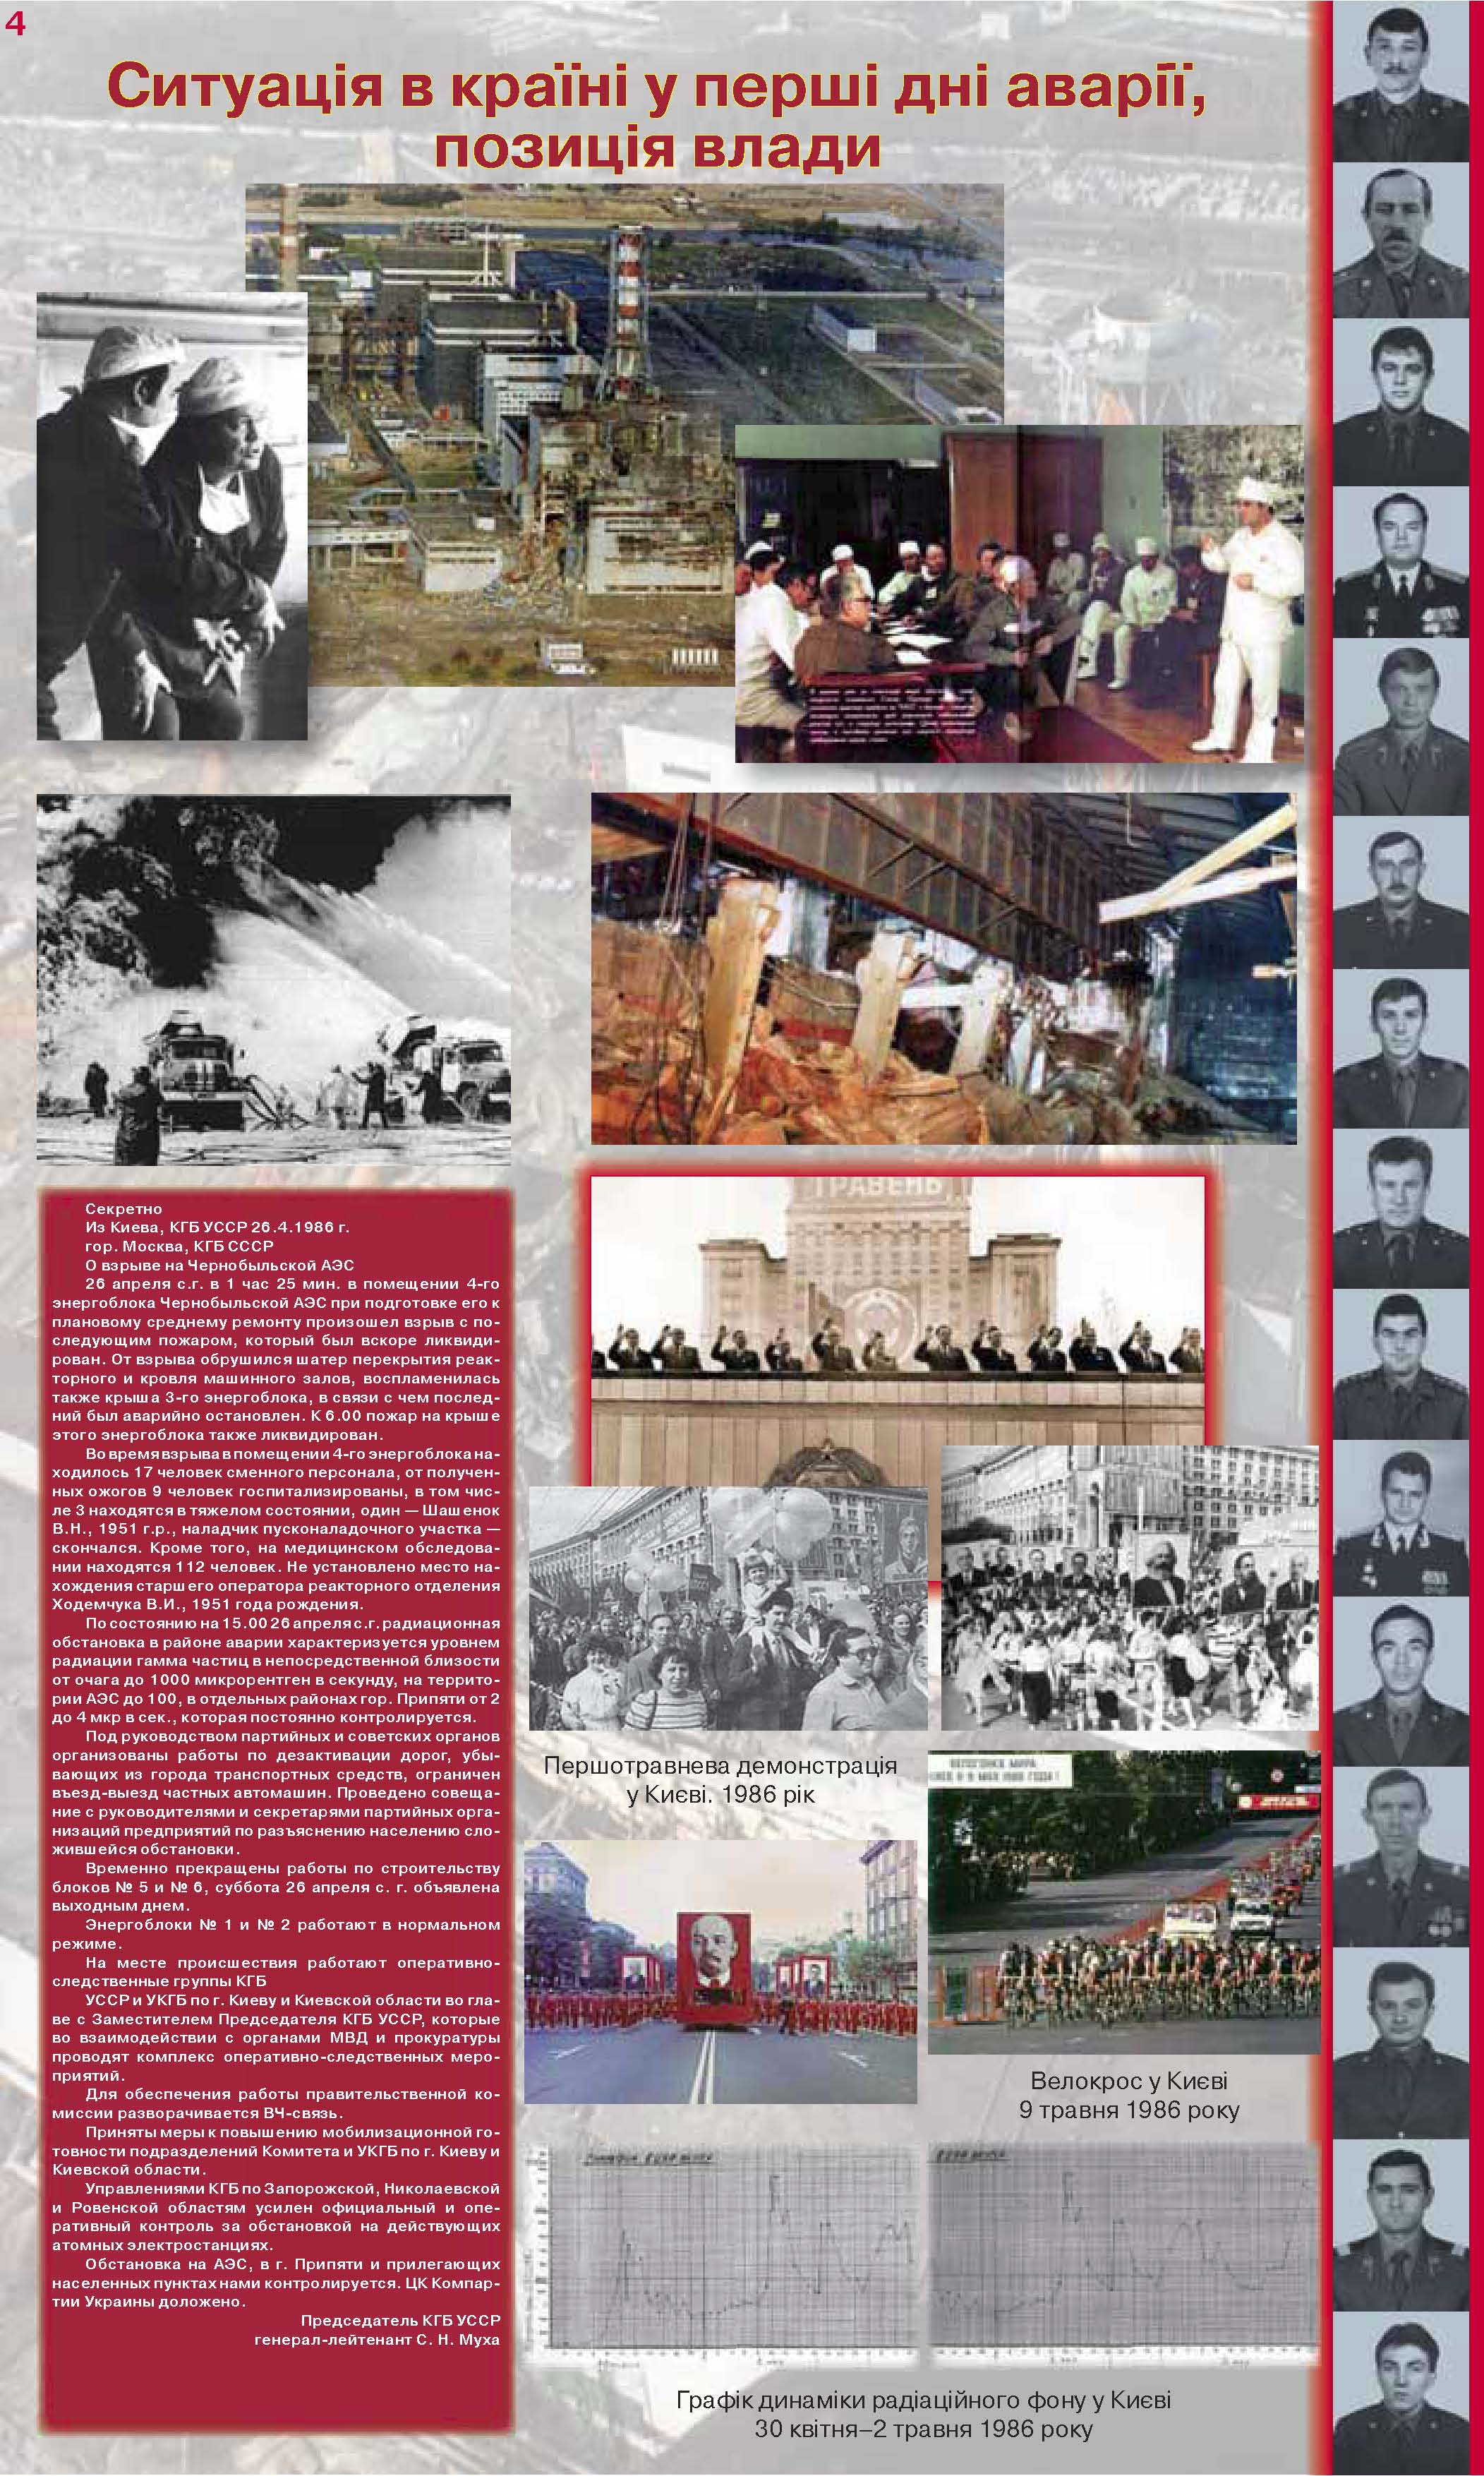 4
Ситуація в країні у перші дні аварії,
позиція влади
Секретно
Из Киева, КГБ УССР 26.4.1986 г.
гор. Москва, КГБ СССР
О взрыве на Чернобыльской АЭС
26 апреля с.г. в 1 час 25 мин. в помещении 4-го
энергоблока Чернобыльской АЭС при подготовке его к
плановому среднему ремонту произошел взрыв с по-
следующим пожаром, который был вскоре ликвиди-
рован. От взрыва обрушился шатер перекрытия реак-
торного и кровля машинного залов, воспламенилась
также крыша 3-го энергоблока, в связи с чем послед-
ний был аварийно остановлен. К 6.00 пожар на крыше
этого энергоблока также ликвидирован.
Во время взрыва в помещении 4-го энергоблока на-
ходилось 17 человек сменного персонала, от получен-
ных ожогов 9 человек госпитализированы, в том чис-
ле 3 находятся в тяжелом состоянии, один — Шашенок
В.Н., 1951 г.р., наладчик пусконаладочного участка —
скончался. Кроме того, на медицинском обследова-
нии находятся 112 человек. Не установлено место на-
хождения старшего оператора реакторного отделения
Ходемчука В.И., 1951 года рождения.
По состоянию на 15.00 26 апреля с.г. радиационная
обстановка в районе аварии характеризуется уровнем
радиации гамма частиц в непосредственной близости
от очага до 1000 микрорентген в секунду, на террито-
рии АЭС до 100, в отдельных районах гор. Припяти от 2
до 4 мкр в сек., которая постоянно контролируется.
Под руководством партийных и советских органов
организованы работы по дезактивации дорог, убы-
вающих из города транспортных средств, ограничен
въезд-выезд частных автомашин. Проведено совеща-
ние с руководителями и секретарями партийных орга-
низаций предприятий по разъяснению населению сло-
жившейся обстановки.
Временно прекращены работы по строительству
блоков № 5 и № 6, суббота 26 апреля с. г. объявлена
выходным днем.
Энергоблоки № 1 и № 2 работают в нормальном
режиме.
На месте происшествия работают оперативно-
следственные группы КГБ
УССР и УКГБ по г. Киеву и Киевской области во гла-
ве с Заместителем Председателя КГБ УССР, которые
во взаимодействии с органами МВД и прокуратуры
проводят комплекс оперативно-следственных меро-
приятий.
Для обеспечения работы правительственной ко-
миссии разворачивается ВЧ-связь.
Приняты меры к повышению мобилизационной го-
товности подразделений Комитета и УКГБ по г. Киеву и
Киевской области.
Управлениями КГБ по Запорожской, Николаевской
и Ровенской областям усилен официальный и опе-
ративный контроль за обстановкой на действующих
атомных электростанциях.
Обстановка на АЭС, в г. Припяти и прилегающих
населенных пунктах нами контролируется. ЦК Компар-
тии Украины доложено.
Председатель КГБ УССР
генерал-лейтенант С. Н. Муха
ТРАВЕНЬ
Першотравнева демонстрація
у Києві. 1986 рік
Велокрос у Києві
9 травня 1986 року
Графік динаміки радіаційного фону у Києві
30 квітня–2 травня 1986 року